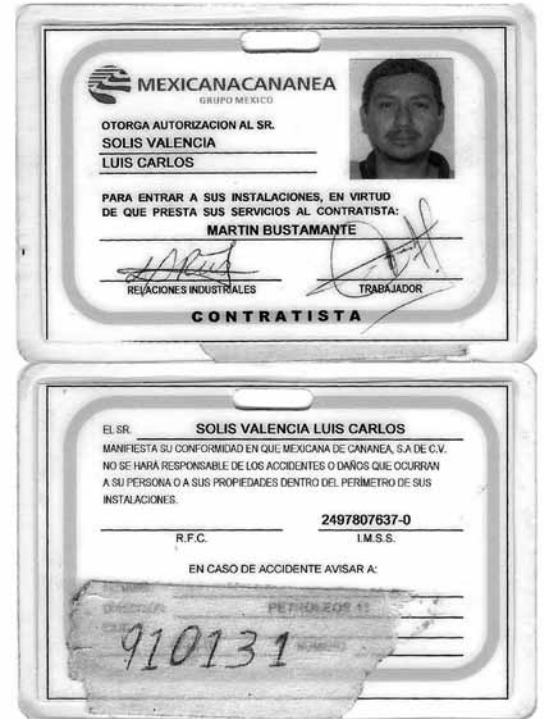 MEXICANACANANEA
GRUPO MEXICO
OTORGA AUTORIZACION AL SR.
SOLIS VALENCIA
LUIS CARLOS
PARA ENTRAR A SUS INSTALACIONES, EN VIRTUD
DE QUE PRESTA SUS SERVICIOS AL CONTRATISTA:
MARTIN BUSTAMANTE
RELACIONES INDUSTRIALES
TRABAJADOR
CONTRATISTA
EL SR. SOLIS VALENCIA LUIS CARLOS
MANIFIESTA SU CONFORMIDAD EN QUE MEXICANA DE CANANEA, S.A DE C.V.
NO SE HARÁ RESPONSABLE DE LOS ACCIDENTES O DAÑOS QUE OCURRAN
A SU PERSONA O A SUS PROPIEDADES DENTRO DEL PERÍMETRO DE SUS
INSTALACIONES.
2497807637-0
R.F.C. I.M.S.S.
EN CASO DE ACCIDENTE AVISAR A:
PETROLEOS
910131